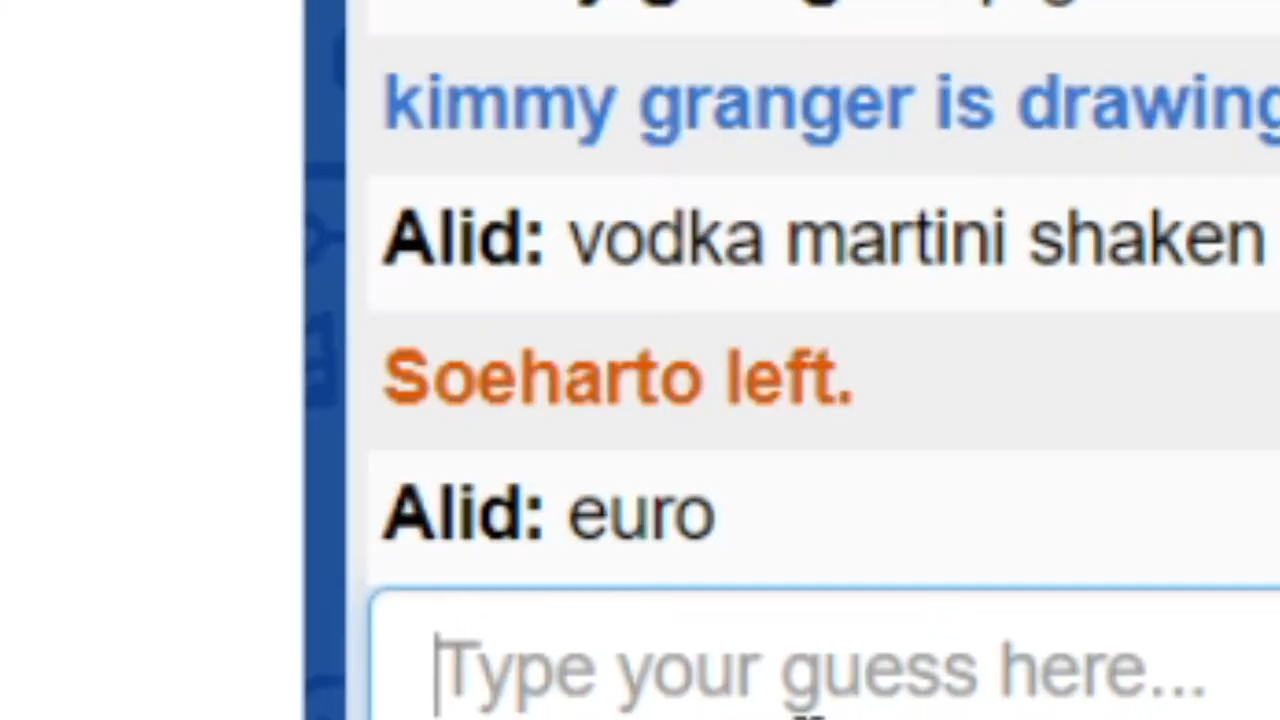 kimmy granger is drawing
Alid: vodka martini shaken
Soeharto left.
Alid: euro
Type your guess here...